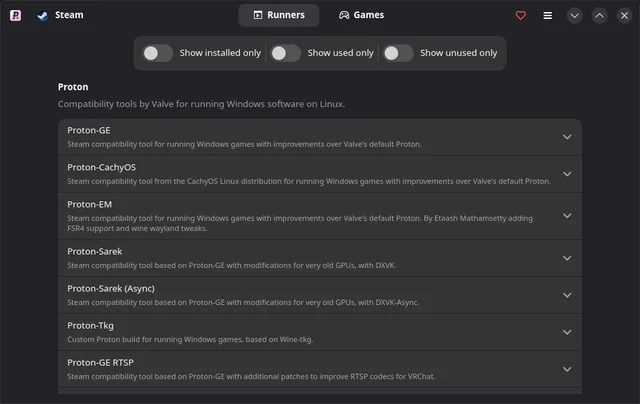 Steam
Runners
Games
Show installed only
Show used only
Show unused only
Proton
Compatibility tools by Valve for running Windows software on Linux.
Proton-GE
Steam compatibility tool for running Windows games with improvements over Valve's default Proton.
Proton-CachyOS
Steam compatibility tool from the CachyOS Linux distribution for running Windows games with improvements over Valve's default Proton.
Proton-EM
Steam compatibility tool for running Windows games with improvements over Valve's default Proton. By Etaash Mathamsetty adding
FSR4 support and wine wayland tweaks.
Proton-Sarek
Steam compatibility tool based on Proton-GE with modifications for very old GPUs, with DXVK.
Proton-Sarek (Async)
Steam compatibility tool based on Proton-GE with modifications for very old GPUs, with DXVK-Async.
Proton-Tkg
Custom Proton build for running Windows games, based on Wine-tkg.
Proton-GE RTSP
Steam compatibility tool based on Proton-GE with additional patches to improve RTSP codecs for VRChat.